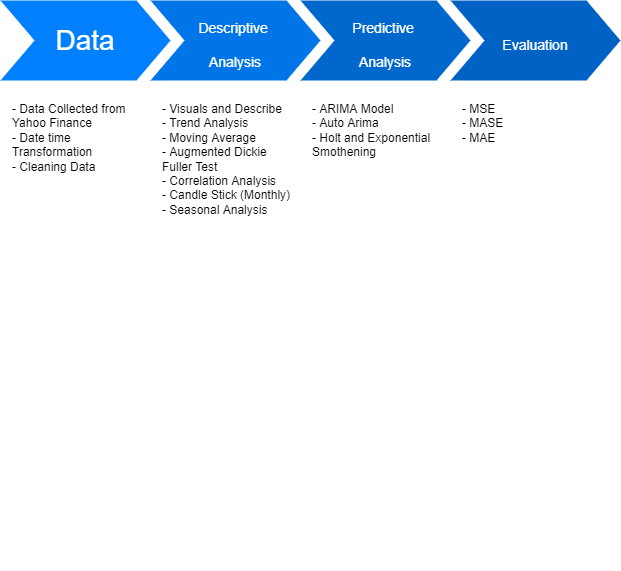 Data
Descriptive
Analysis
Predictive
Analysis
Evaluation
- Data Collected from
Yahoo Finance
- Date time
Transformation
- Cleaning Data
- Visuals and Describe
- Trend Analysis
- Moving Average
- Augmented Dickie
Fuller Test
- Correlation Analysis
- Candle Stick (Monthly)
- Seasonal Analysis
- ARIMA Model
- Auto Arima
- Holt and Exponential
Smothening
- MSE
- MASE
- MAE